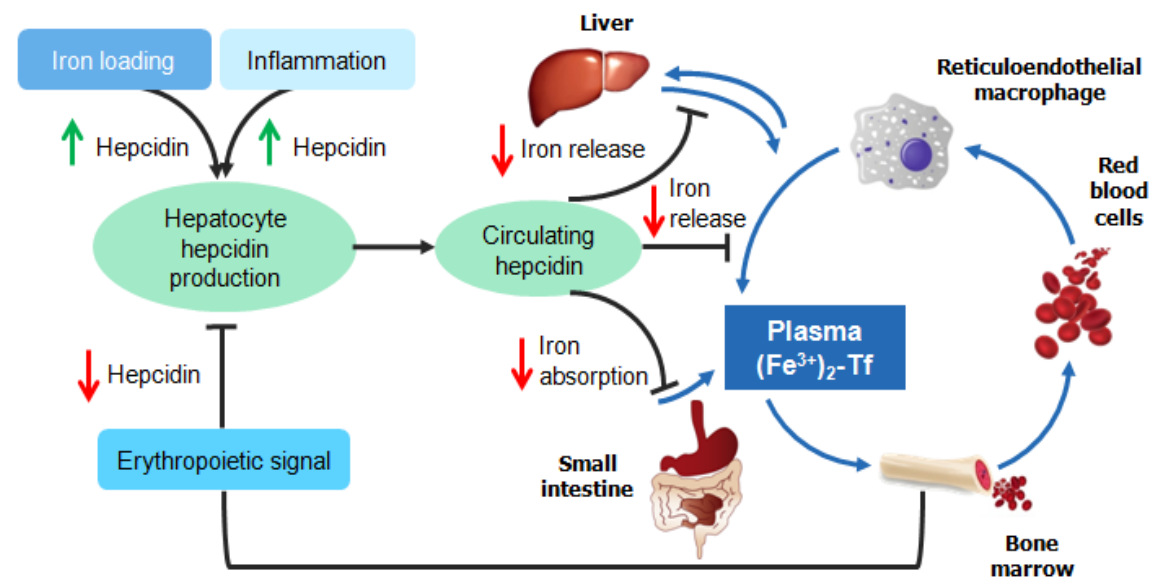 Liver
Iron loading
Inflammation
Reticuloendothelial
macrophage
Hepcidin
Hepcidin
Iron release
Red
blood
cells
Iron
release
Hepatocyte
hepcidin
production
Circulating
hepcidin
Plasma
(Fe³⁺)₂-Tf
Iron
absorption
Hepcidin
Erythropoietic signal
Small
intestine
Bone
marrow